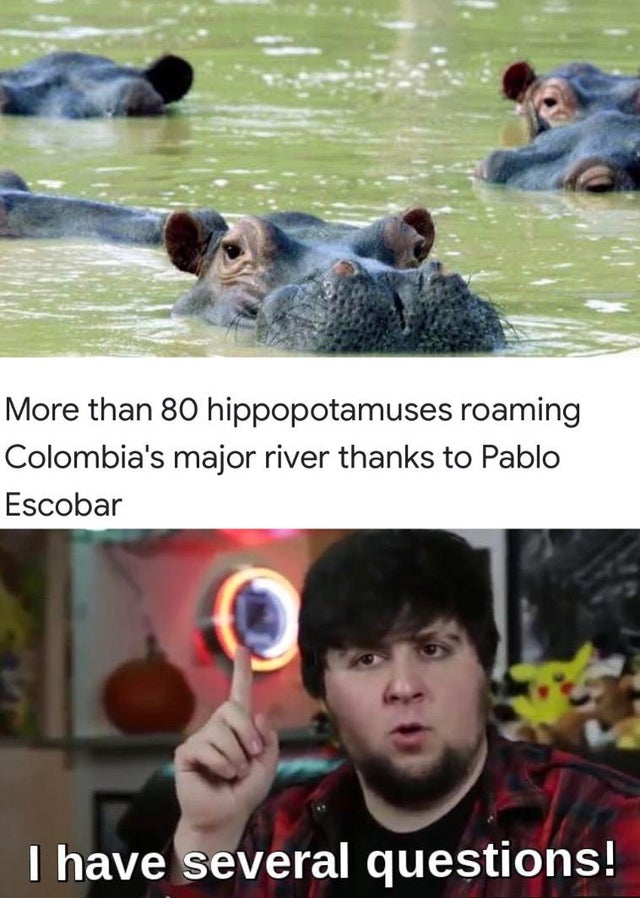 More than 80 hippopotamuses roaming
Colombia's major river thanks to Pablo
Escobar
I have several questions!